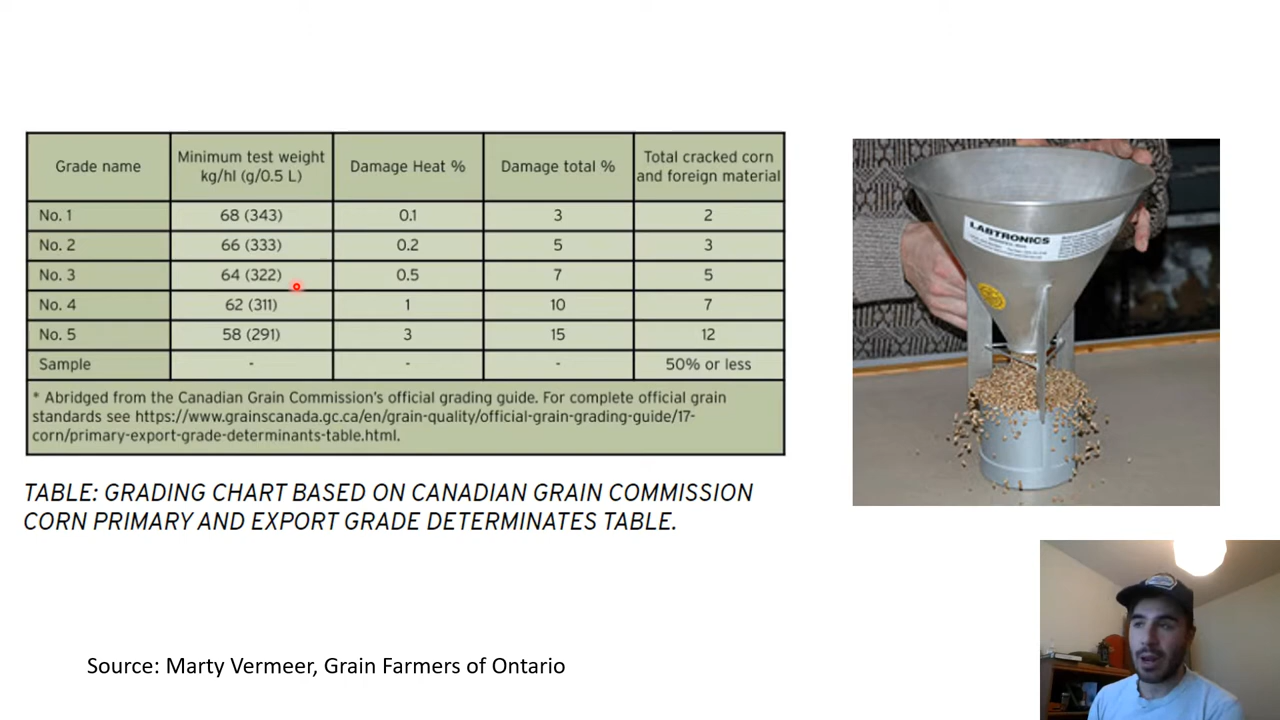 Grade name
Minimum test weight
kg/hl (g/0.5 L)
Damage Heat %
Damage total %
Total cracked corn
and foreign material
No. 1 68 (343) 0.1 3 2
No. 2 66 (333) 0.2 5 3
No. 3 64 (322) 0.5 7 5
No. 4 62 (311) 1 10 7
No. 5 58 (291) 3 15 12
Sample - - - 50% or less
* Abridged from the Canadian Grain Commission's official grading guide. For complete official grain
standards see https://www.grainscanada.gc.ca/en/grain-quality/official-grain-grading-guide/17-
corn/primary-export-grade-determinants-table.html.
TABLE: GRADING CHART BASED ON CANADIAN GRAIN COMMISSION
CORN PRIMARY AND EXPORT GRADE DETERMINATES TABLE.
LABTRONICS
Source: Marty Vermeer, Grain Farmers of Ontario